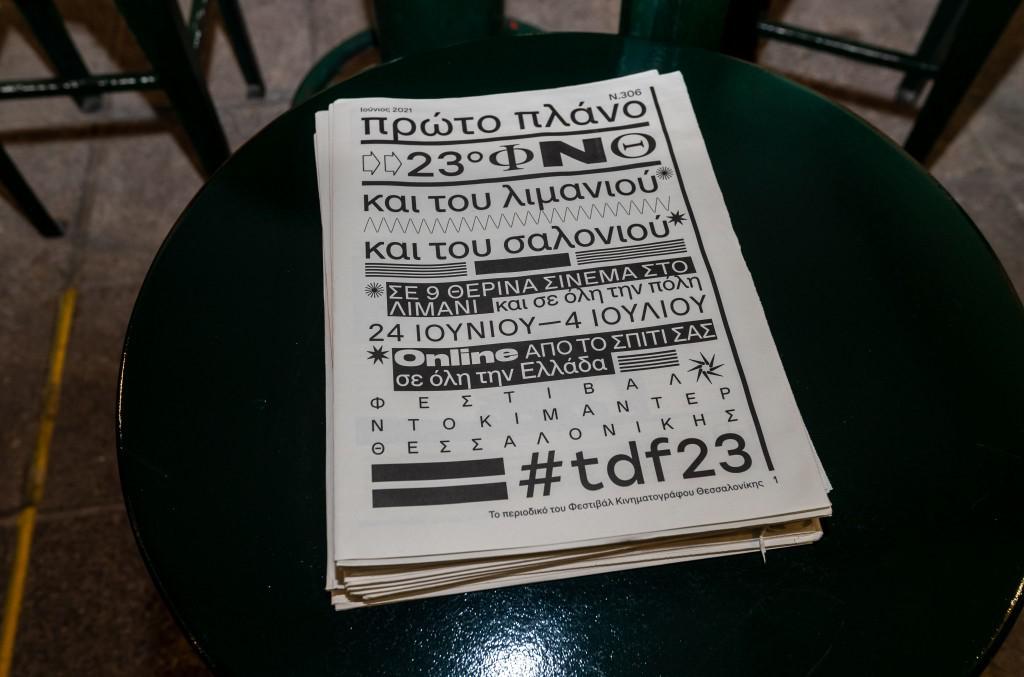 Ιούνιος 2021
N.306
πρώτο πλάνο
23ο ΦNΘ
και του λιμανιού
και του σαλονιού
ΣΕ 9 ΘΕΡΙΝΑ ΣΙΝΕΜΑ ΣΤΟ
ΛΙΜΑΝΙ και σε όλη την πόλη
24 ΙΟΥΝΙΟΥ—4 ΙΟΥΛΙΟΥ
Online ΑΠΟ ΤΟ ΣΠΙΤΙ ΣΑΣ
σε όλη την Ελλάδα
ΦΕΣΤΙΒΑΛ
ΝΤΟΚΙΜΑΝΤΕΡ
ΘΕΣΣΑΛΟΝΙΚΗΣ
#tdf23
Το περιοδικό του Φεστιβάλ Κινηματογράφου Θεσσαλονίκης 1